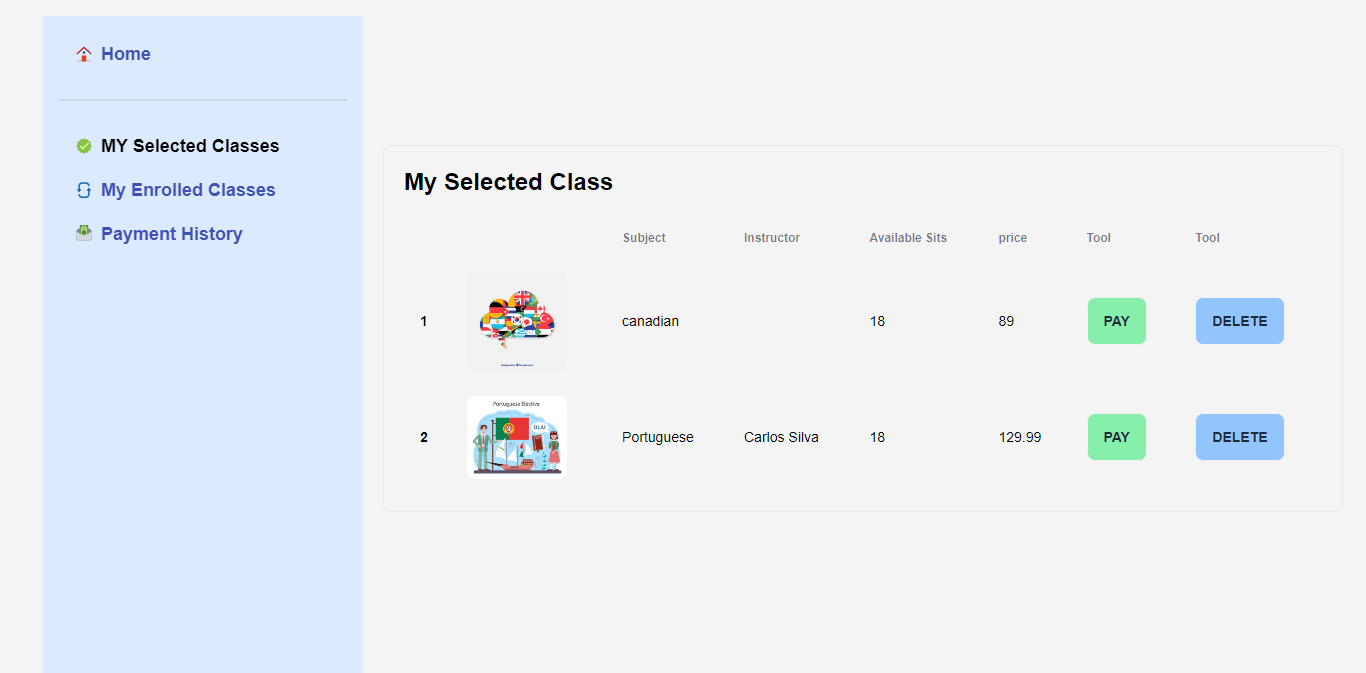 Home
MY Selected Classes
My Enrolled Classes
Payment History
My Selected Class
Subject Instructor Available Sits price Tool Tool
1 canadian 18 89 PAY DELETE
Portuguese Elective
OLA!
2 Portuguese Carlos Silva 18 129.99 PAY DELETE